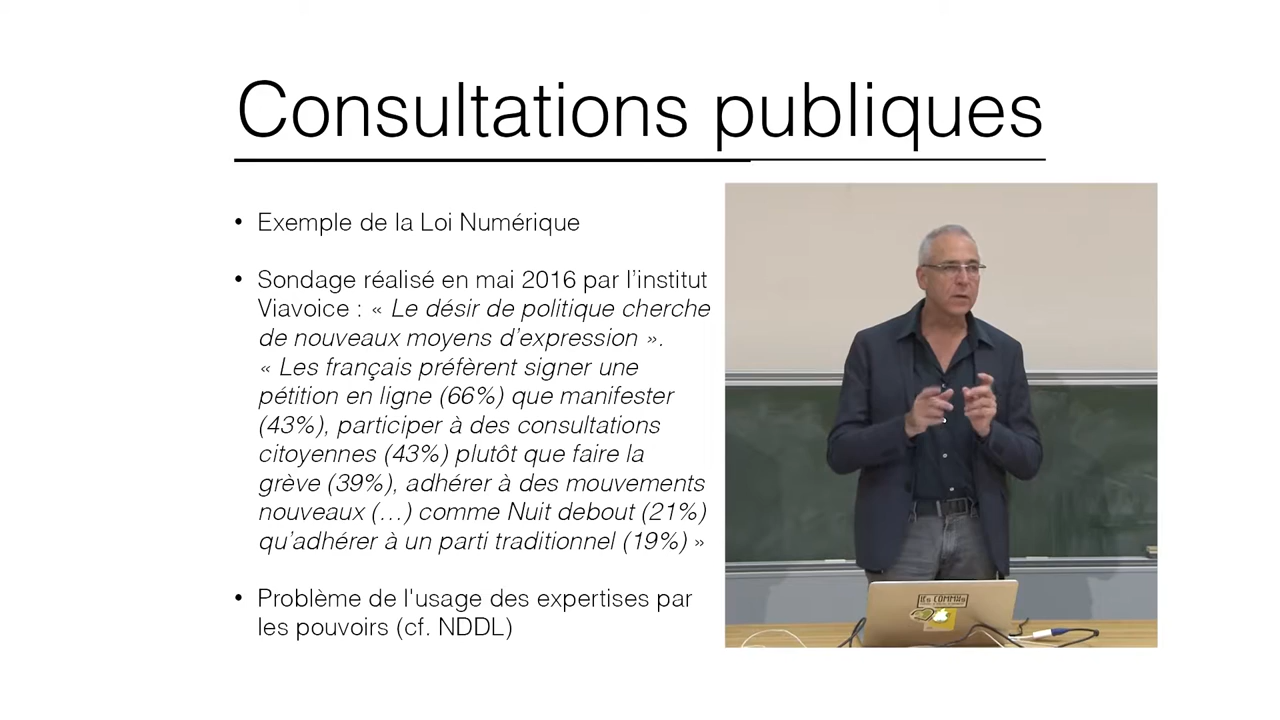 Consultations publiques
• Exemple de la Loi Numérique
• Sondage réalisé en mai 2016 par l’institut
Viavoice : « Le désir de politique cherche
de nouveaux moyens d’expression ».
« Les français préfèrent signer une
pétition en ligne (66%) que manifester
(43%), participer à des consultations
citoyennes (43%) plutôt que faire la
grève (39%), adhérer à des mouvements
nouveaux (…) comme Nuit debout (21%)
qu’adhérer à un parti traditionnel (19%) »
• Problème de l'usage des expertises par
les pouvoirs (cf. NDDL)